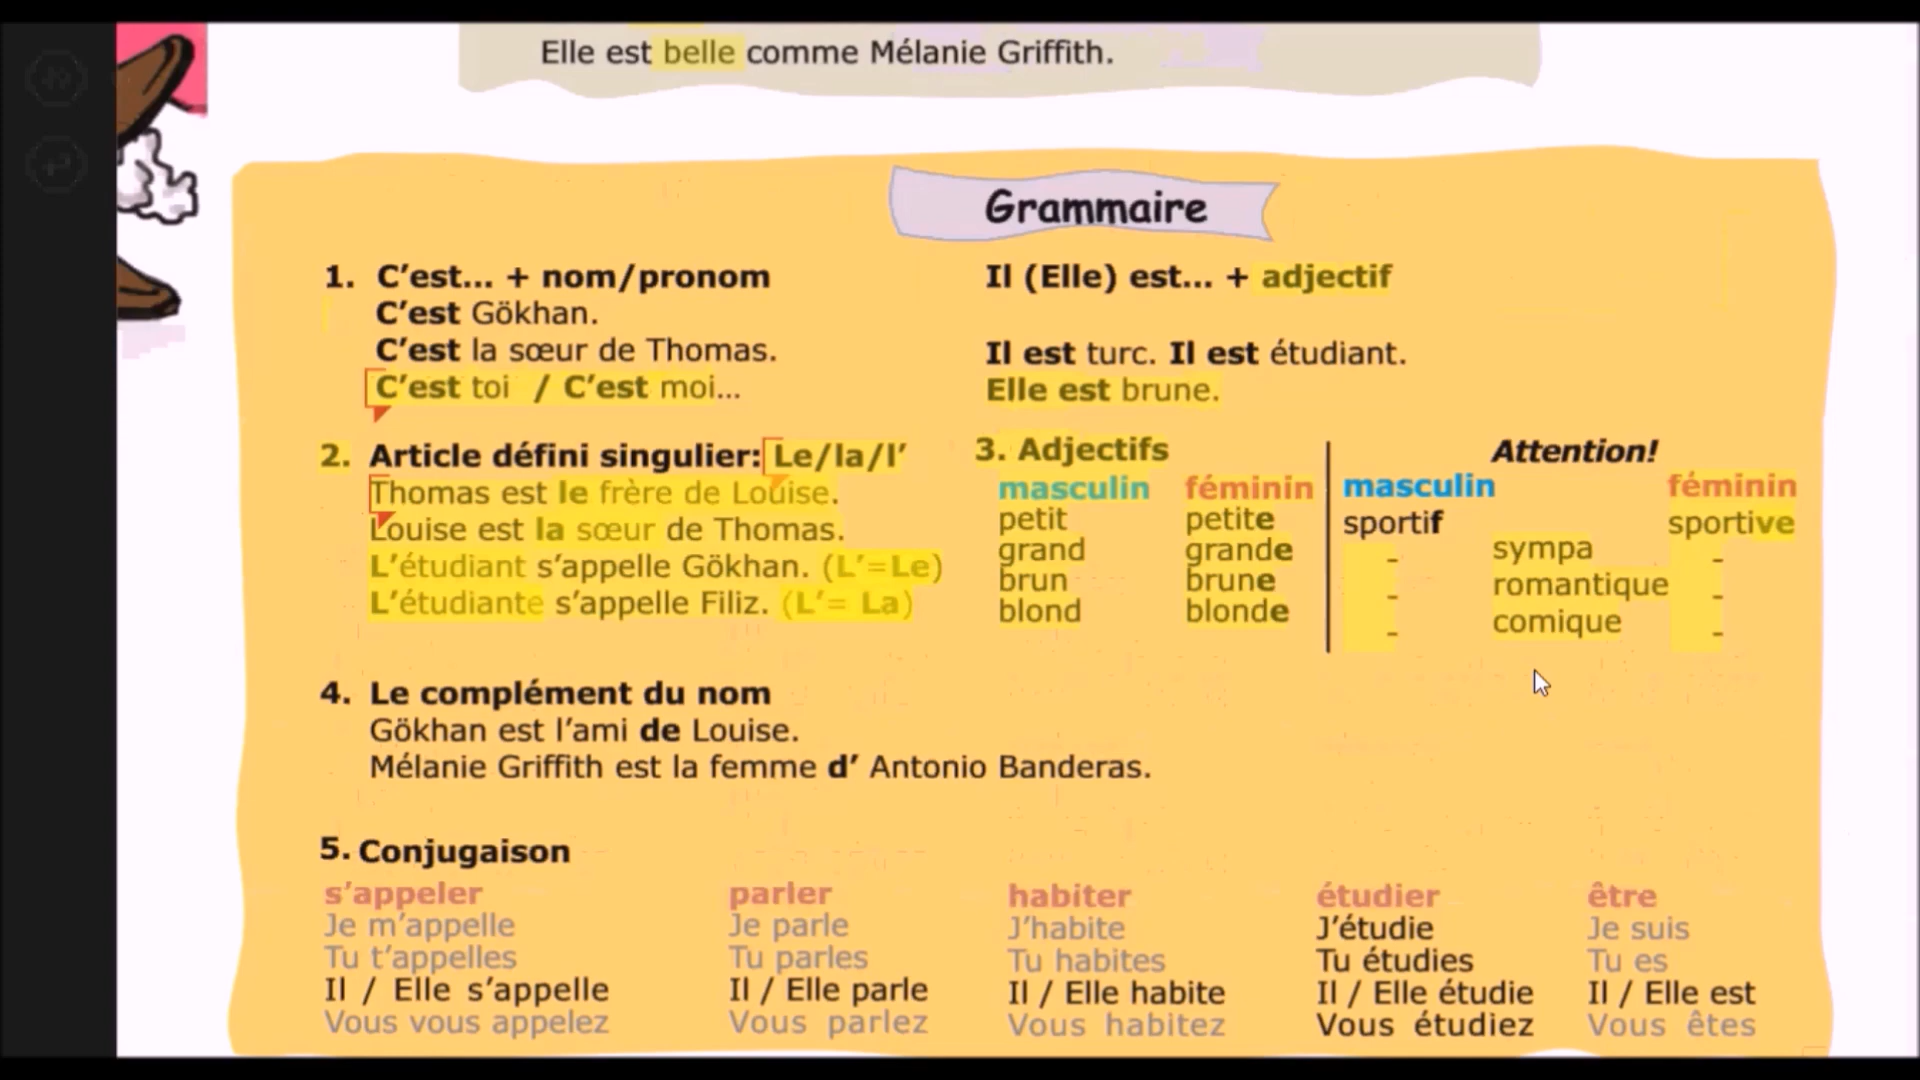 Elle est belle comme Mélanie Griffith.
Grammaire
1. C'est... + nom/pronom
C'est Gökhan.
C'est la sœur de Thomas.
C'est toi / C'est moi...
Il (Elle) est... + adjectif
Il est turc. Il est étudiant.
Elle est brune.
2. Article défini singulier: Le/la/l'
Thomas est le frère de Louise.
Louise est la sœur de Thomas.
L'étudiant s'appelle Gökhan. (L'=Le)
L'étudiante s'appelle Filiz. (L'= La)
3. Adjectifs
masculin féminin
petit petite
grand grande
brun brune
blond blonde
Attention!
masculin féminin
sportif sportive
- sympa -
- romantique -
- comique -
4. Le complément du nom
Gökhan est l'ami de Louise.
Mélanie Griffith est la femme d' Antonio Banderas.
5. Conjugaison
s'appeler parler habiter étudier être
Je m'appelle Je parle J'habite J'étudie Je suis
Tu t'appelles Tu parles Tu habites Tu étudies Tu es
Il / Elle s'appelle Il / Elle parle Il / Elle habite Il / Elle étudie Il / Elle est
Vous vous appelez Vous parlez Vous habitez Vous étudiez Vous êtes